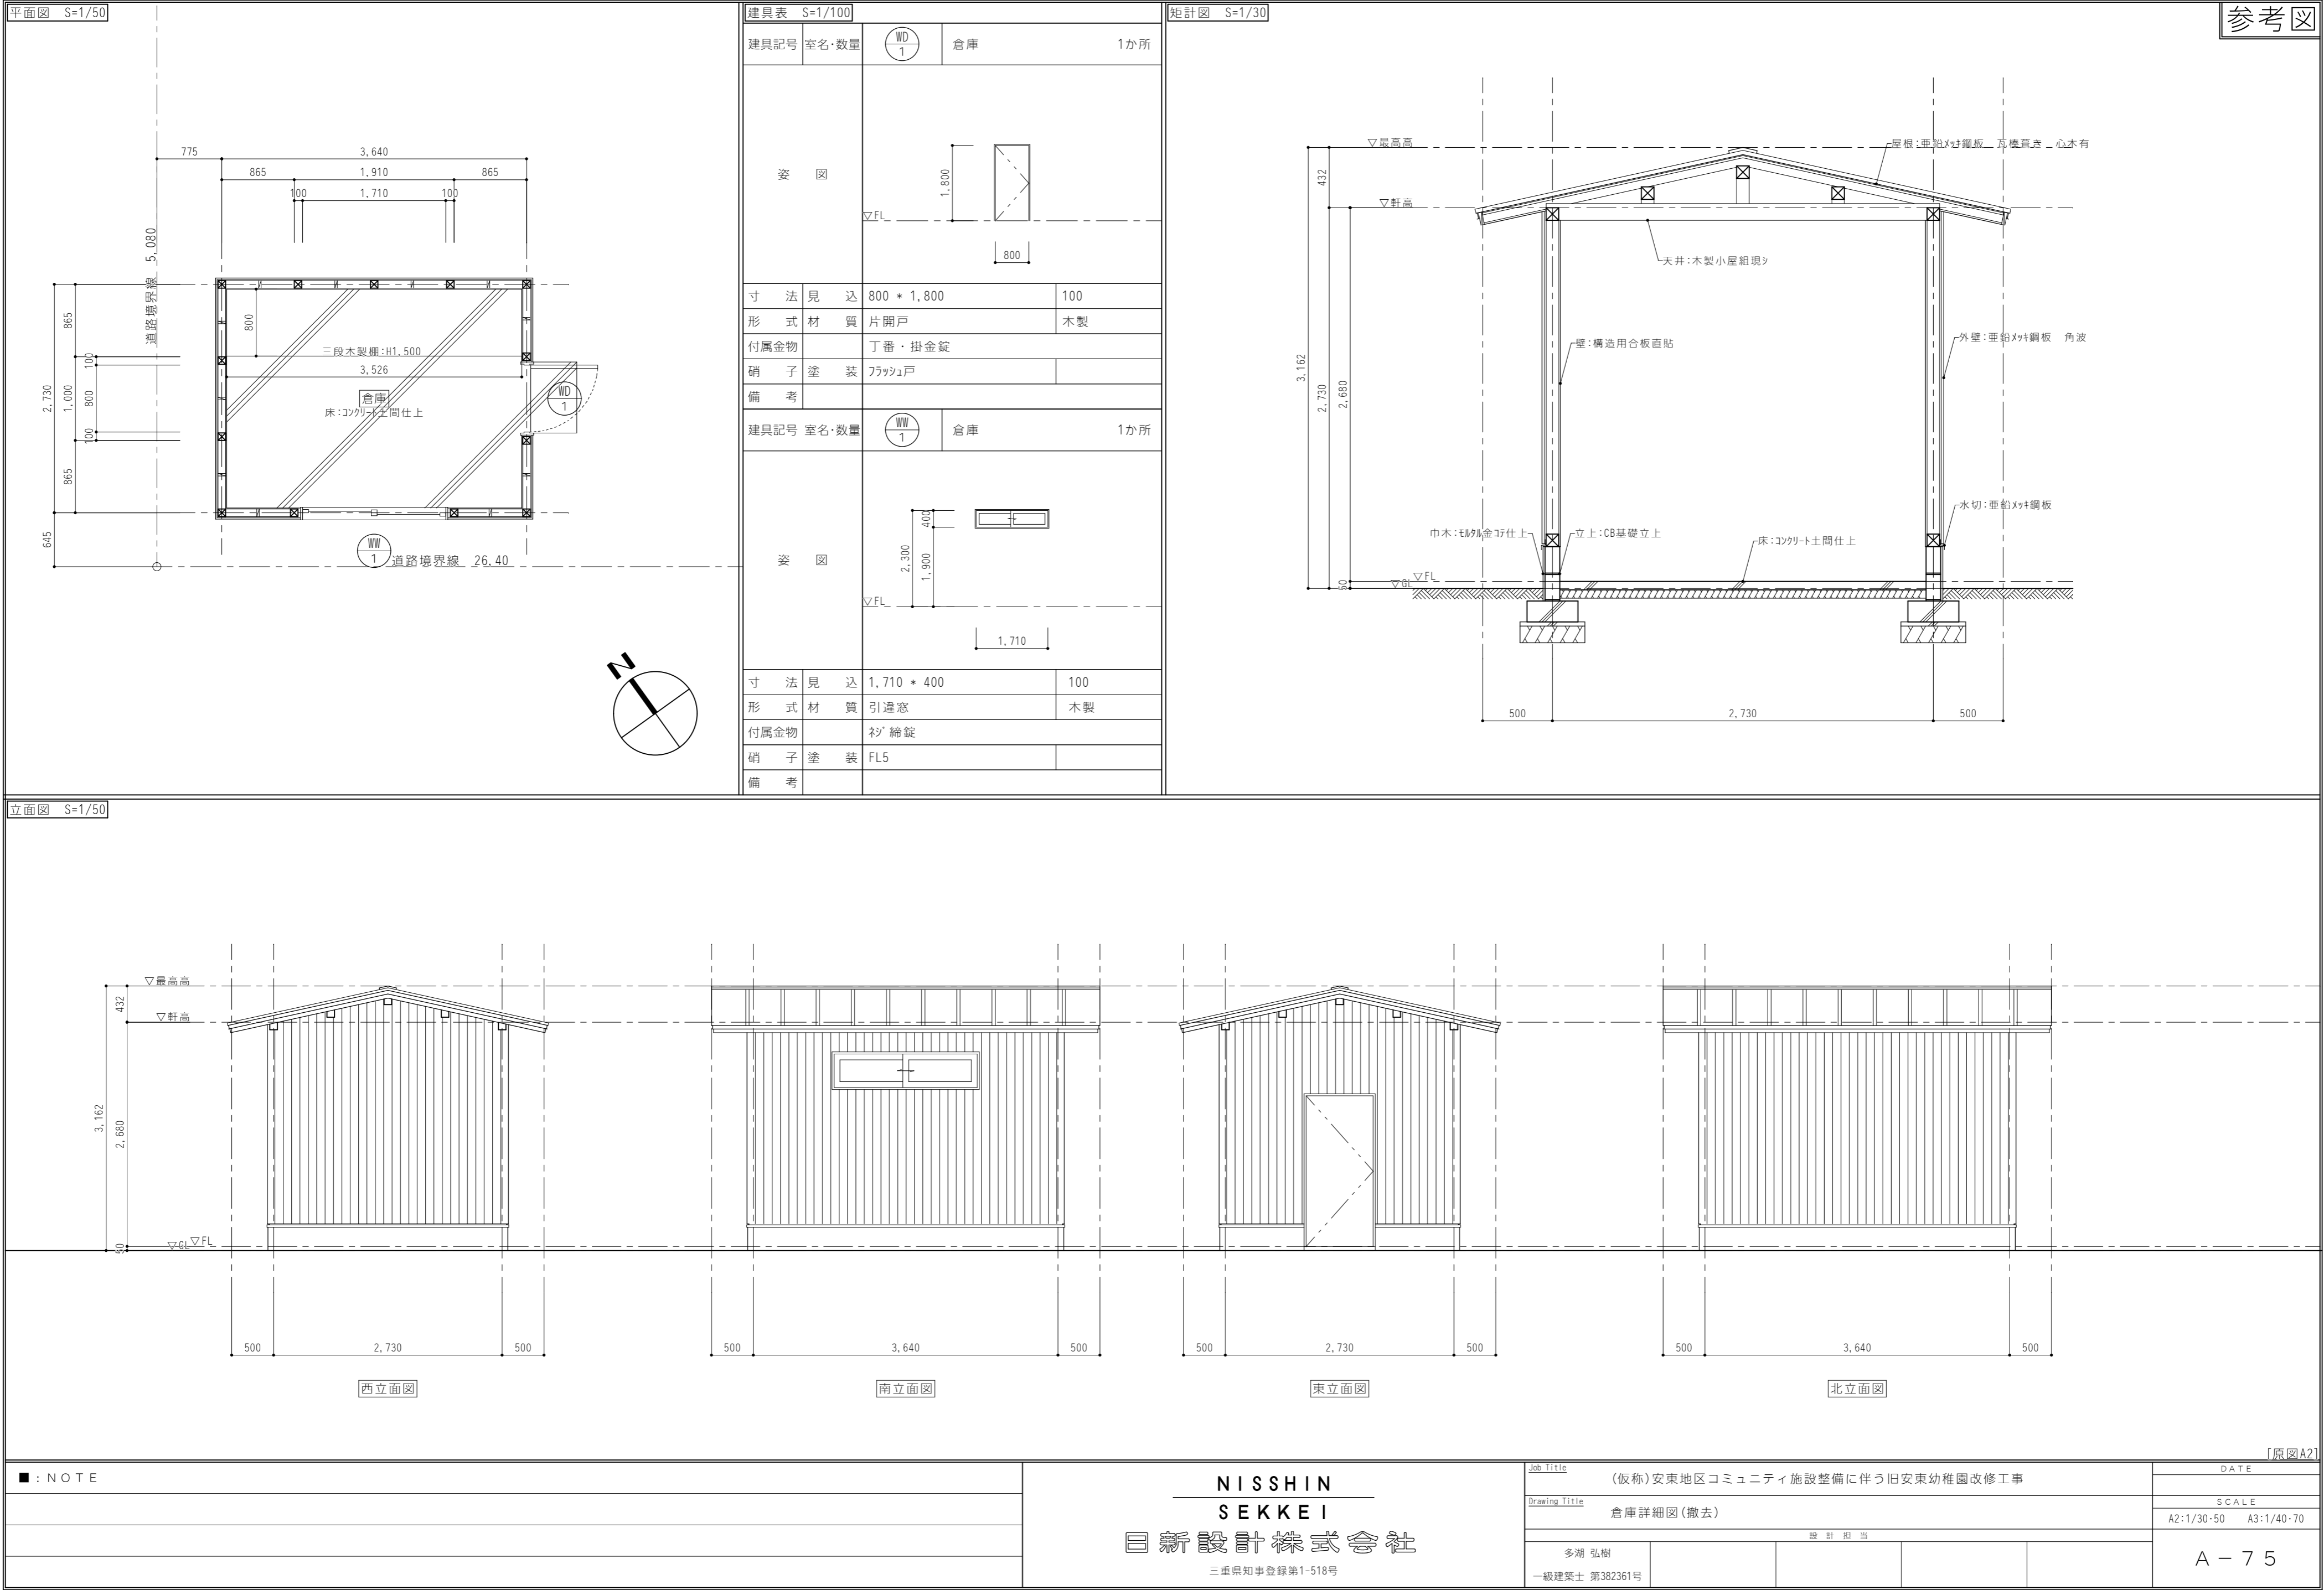 平面図 S=1/50
775
3,640
865
1,910
865
100
1,710
100
道路境界線 5,080
2,730
645
865
1,000
865
100
800
100
800
三段木製棚:H1,500
3,526
倉庫
床:ｺﾝｸﾘｰﾄ土間仕上
WD
1
WW
1
道路境界線 26,40
N
建具表 S=1/100
建具記号 室名・数量 WD 1 倉庫 1か所
姿 図
1,800
▽FL
800
寸 法 見 込 800 * 1,800 100
形 式 材 質 片開戸 木製
付属金物 丁番・掛金錠
硝 子 塗 装 ﾌﾗｯｼｭ戸
備 考
建具記号 室名・数量 WW 1 倉庫 1か所
姿 図
400
2,300
1,900
▽FL
1,710
寸 法 見 込 1,710 * 400 100
形 式 材 質 引違窓 木製
付属金物 ﾈｼﾞ締錠
硝 子 塗 装 FL5
備 考
矩計図 S=1/30
参考図
▽最高高
屋根:亜鉛ﾒｯｷ鋼板 瓦棒葺き 心木有
432
▽軒高
天井:木製小屋組現ｼ
壁:構造用合板直貼
外壁:亜鉛ﾒｯｷ鋼板 角波
3,162
2,730
2,680
水切:亜鉛ﾒｯｷ鋼板
巾木:ﾓﾙﾀﾙ金ｺﾃ仕上
立上:CB基礎立上
床:ｺﾝｸﾘｰﾄ土間仕上
50
▽GL
▽FL
500
2,730
500
立面図 S=1/50
▽最高高
432
▽軒高
3,162
2,680
50
▽GL
▽FL
500
2,730
500
500
3,640
500
500
2,730
500
500
3,640
500
西立面図
南立面図
東立面図
北立面図
[原図A2]
■:NOTE
NISSHIN
SEKKEI
日新設計株式会社
三重県知事登録第1-518号
Job Title
(仮称)安東地区コミュニティ施設整備に伴う旧安東幼稚園改修工事
Drawing Title
倉庫詳細図(撤去)
設計担当
多湖 弘樹
一級建築士 第382361号
DATE
SCALE
A2:1/30・50 A3:1/40・70
A-75